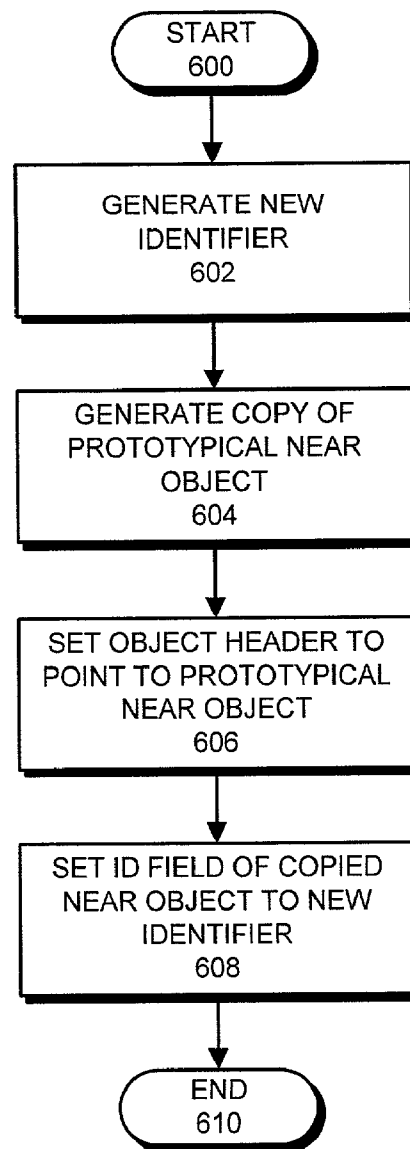 START
600
GENERATE NEW
IDENTIFIER
602
GENERATE COPY OF
PROTOTYPICAL NEAR
OBJECT
604
SET OBJECT HEADER TO
POINT TO PROTOTYPICAL
NEAR OBJECT
606
SET ID FIELD OF COPIED
NEAR OBJECT TO NEW
IDENTIFIER
608
END
610